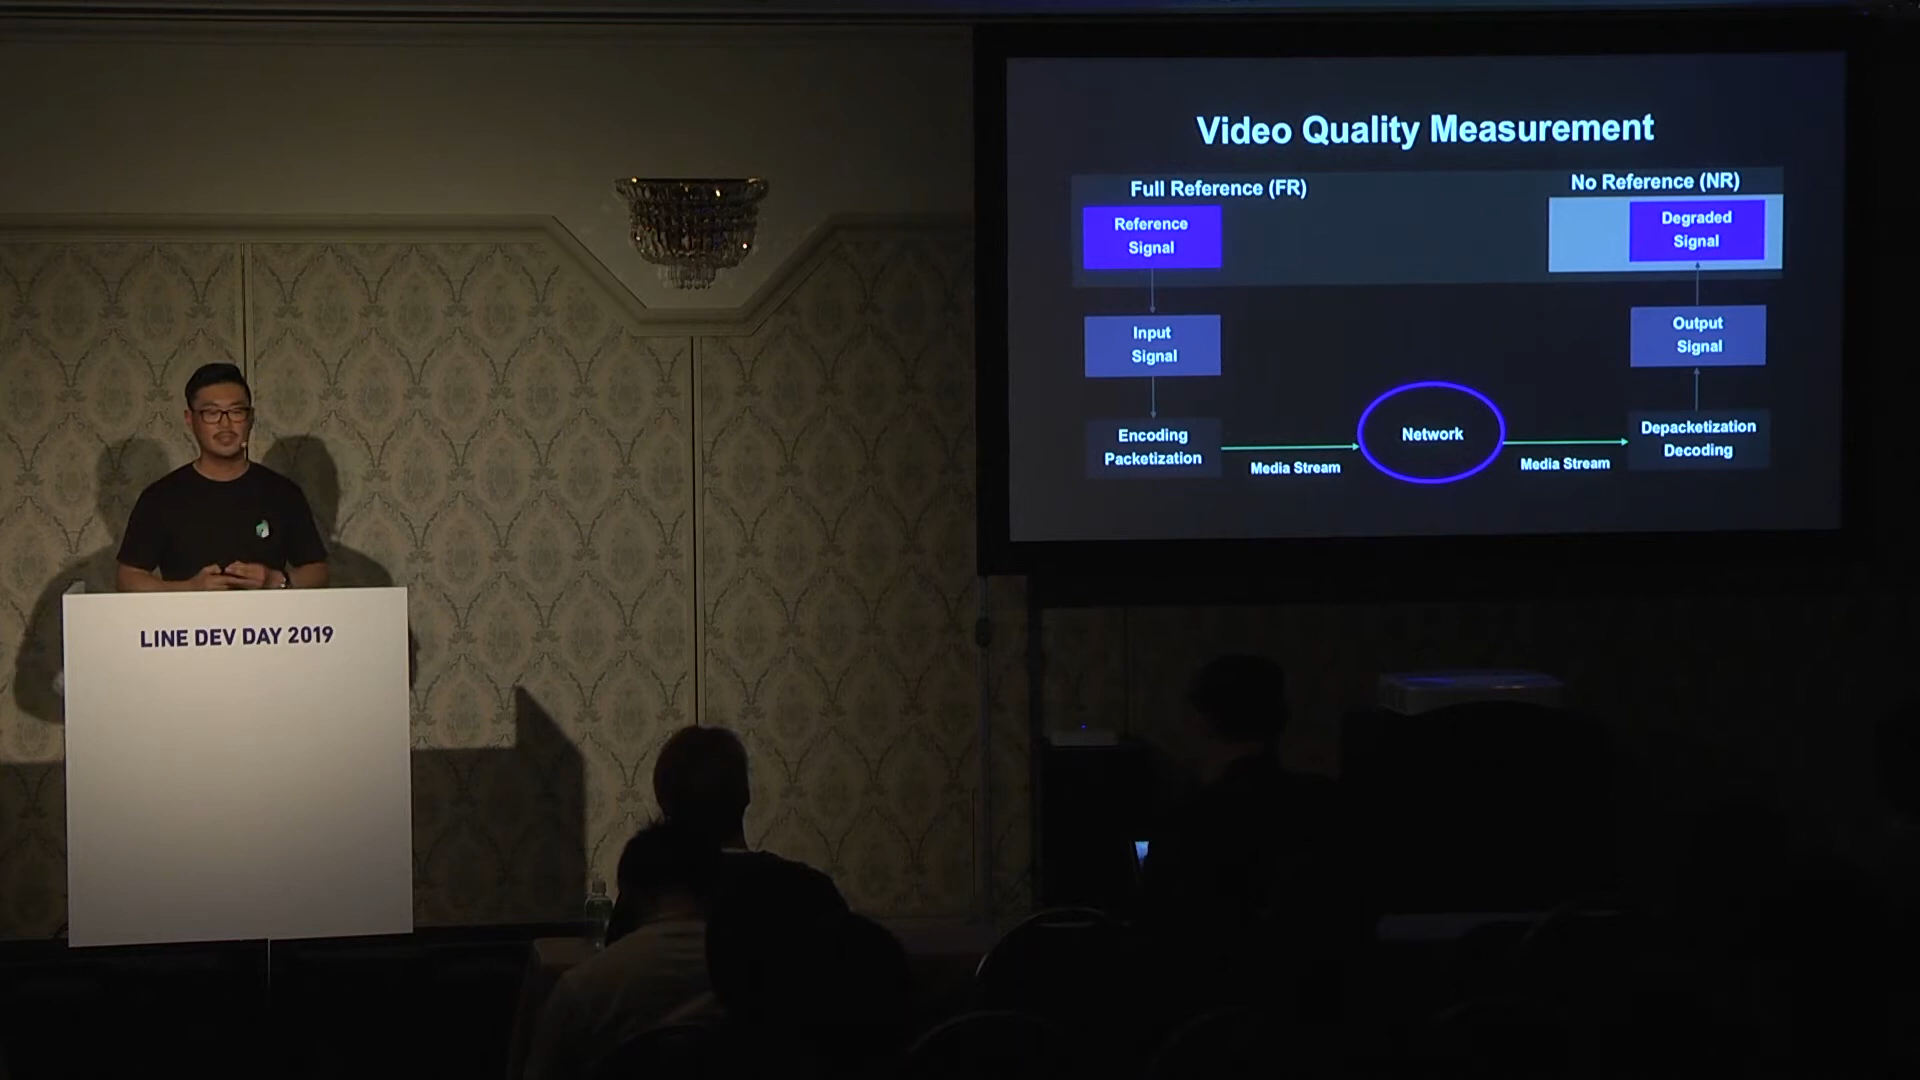 Video Quality Measurement
Full Reference (FR)
No Reference (NR)
Reference
Signal
Degraded
Signal
Input
Signal
Output
Signal
Encoding
Packetization
Media Stream
Network
Media Stream
Depacketization
Decoding
LINE DEV DAY 2019